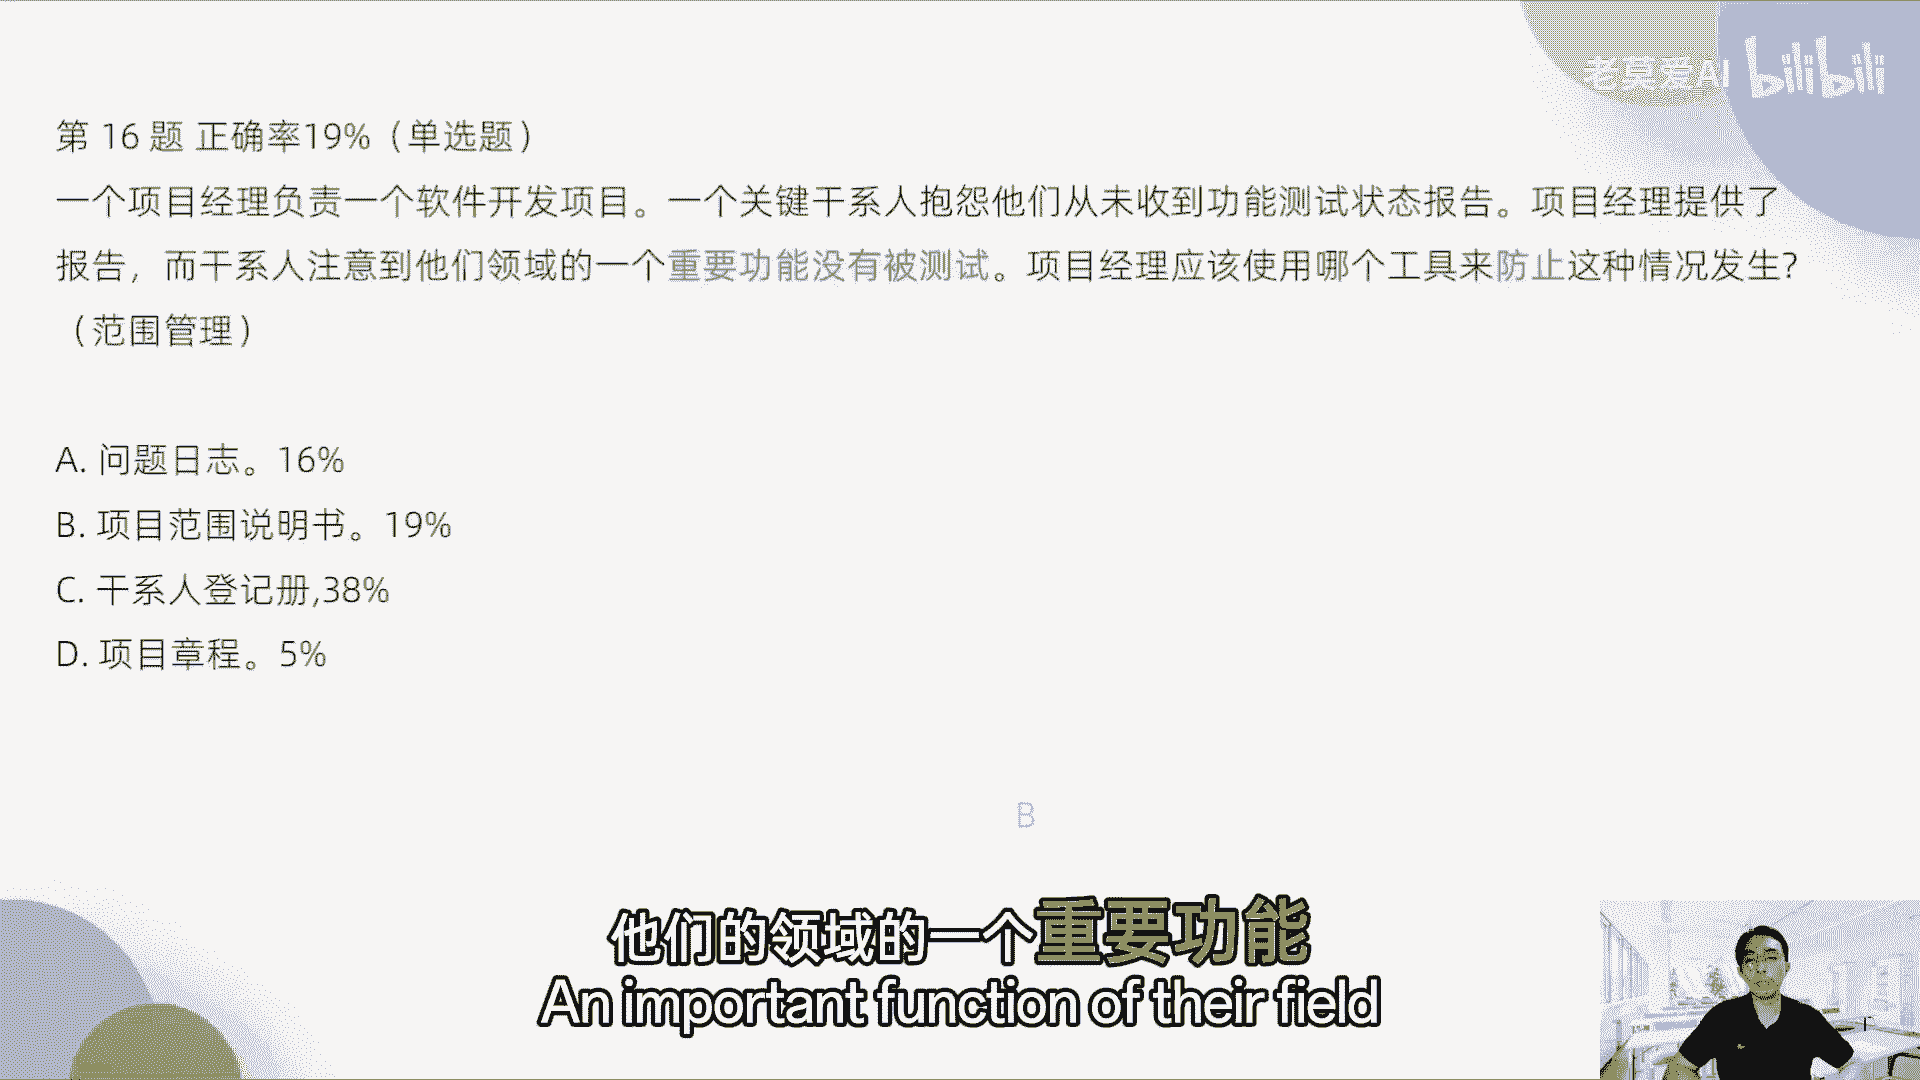 老莫爱AI bilibili
第 16 题 正确率19%（单选题）
一个项目经理负责一个软件开发项目。一个关键干系人抱怨他们从未收到功能测试状态报告。项目经理提供了
报告，而干系人注意到他们领域的一个重要功能没有被测试。项目经理应该使用哪个工具来防止这种情况发生?
（范围管理）
A. 问题日志。16%
B. 项目范围说明书。19%
C. 干系人登记册,38%
D. 项目章程。5%
B
他们的领域的一个重要功能
An important function of their field